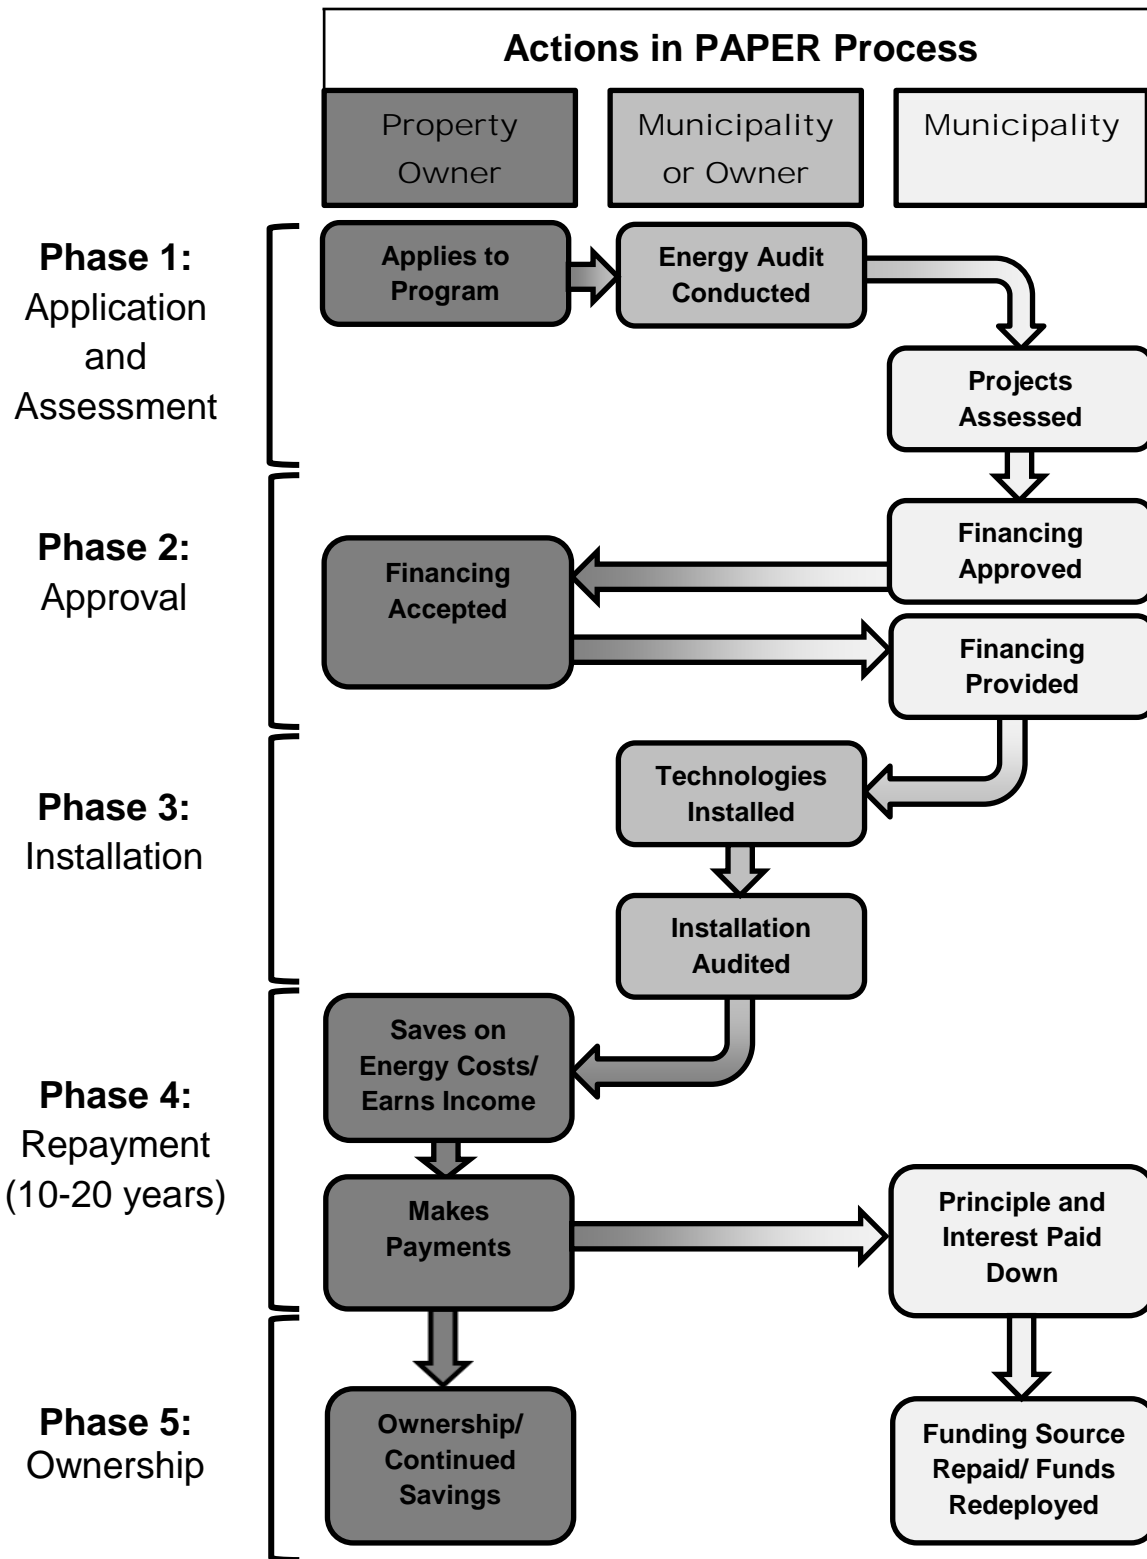 Actions in PAPER Process
Property
Owner
Municipality
or Owner
Municipality
Phase 1:
Application
and
Assessment
Applies to
Program
Energy Audit
Conducted
Projects
Assessed
Phase 2:
Approval
Financing
Approved
Financing
Accepted
Financing
Provided
Phase 3:
Installation
Technologies
Installed
Installation
Audited
Phase 4:
Repayment
(10-20 years)
Saves on
Energy Costs/
Earns Income
Makes
Payments
Principle and
Interest Paid
Down
Phase 5:
Ownership
Ownership/
Continued
Savings
Funding Source
Repaid/ Funds
Redeployed